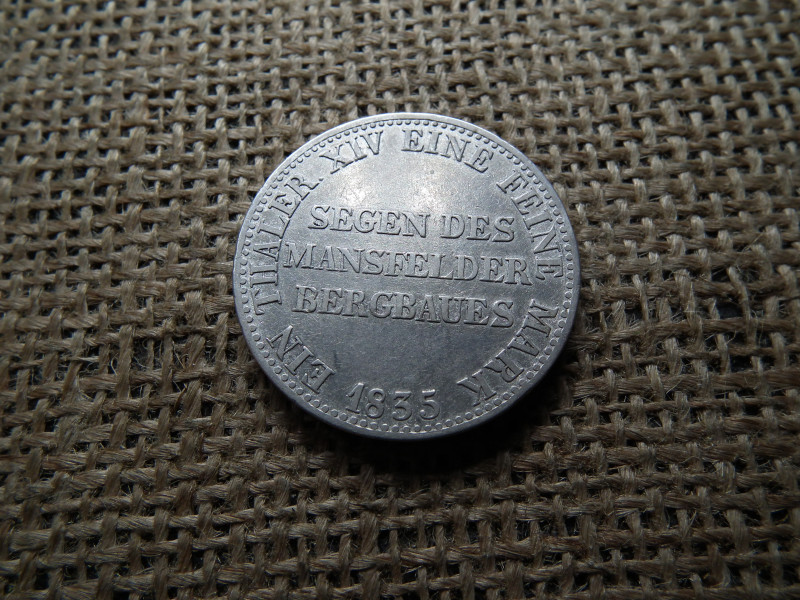 EIN THALER XIV EINE FEINE MARK
SEGEN DES
MANSFELDER
BERGBAUES
1835